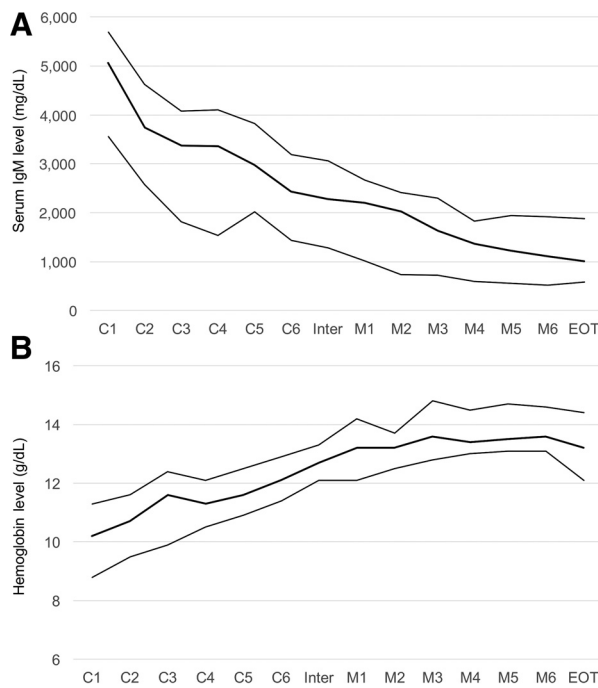 A
Serum IgM level (mg/dL)
6,000
5,000
4,000
3,000
2,000
1,000
0
C1 C2 C3 C4 C5 C6 Inter M1 M2 M3 M4 M5 M6 EOT
B
Hemoglobin level (g/dL)
16
14
12
10
8
6
C1 C2 C3 C4 C5 C6 Inter M1 M2 M3 M4 M5 M6 EOT